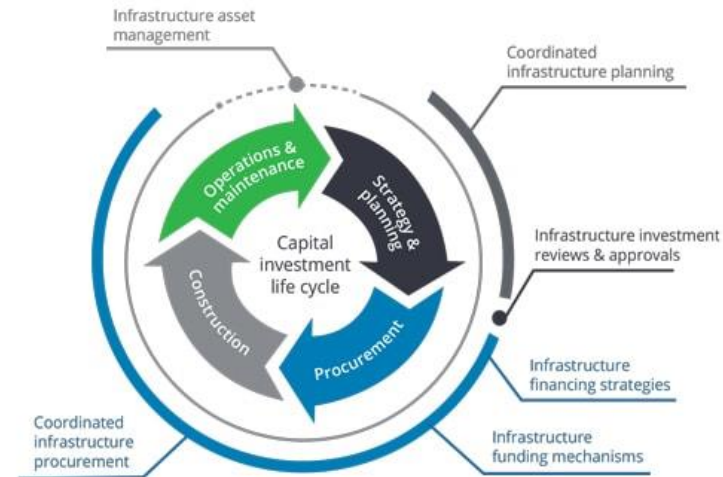 Infrastructure asset
management
Coordinated
infrastructure planning
Operations &
maintenance
Strategy &
planning
Capital
investment
life cycle
Infrastructure investment
reviews & approvals
Construction
Procurement
Infrastructure
financing strategies
Coordinated
infrastructure
procurement
Infrastructure
funding mechanisms